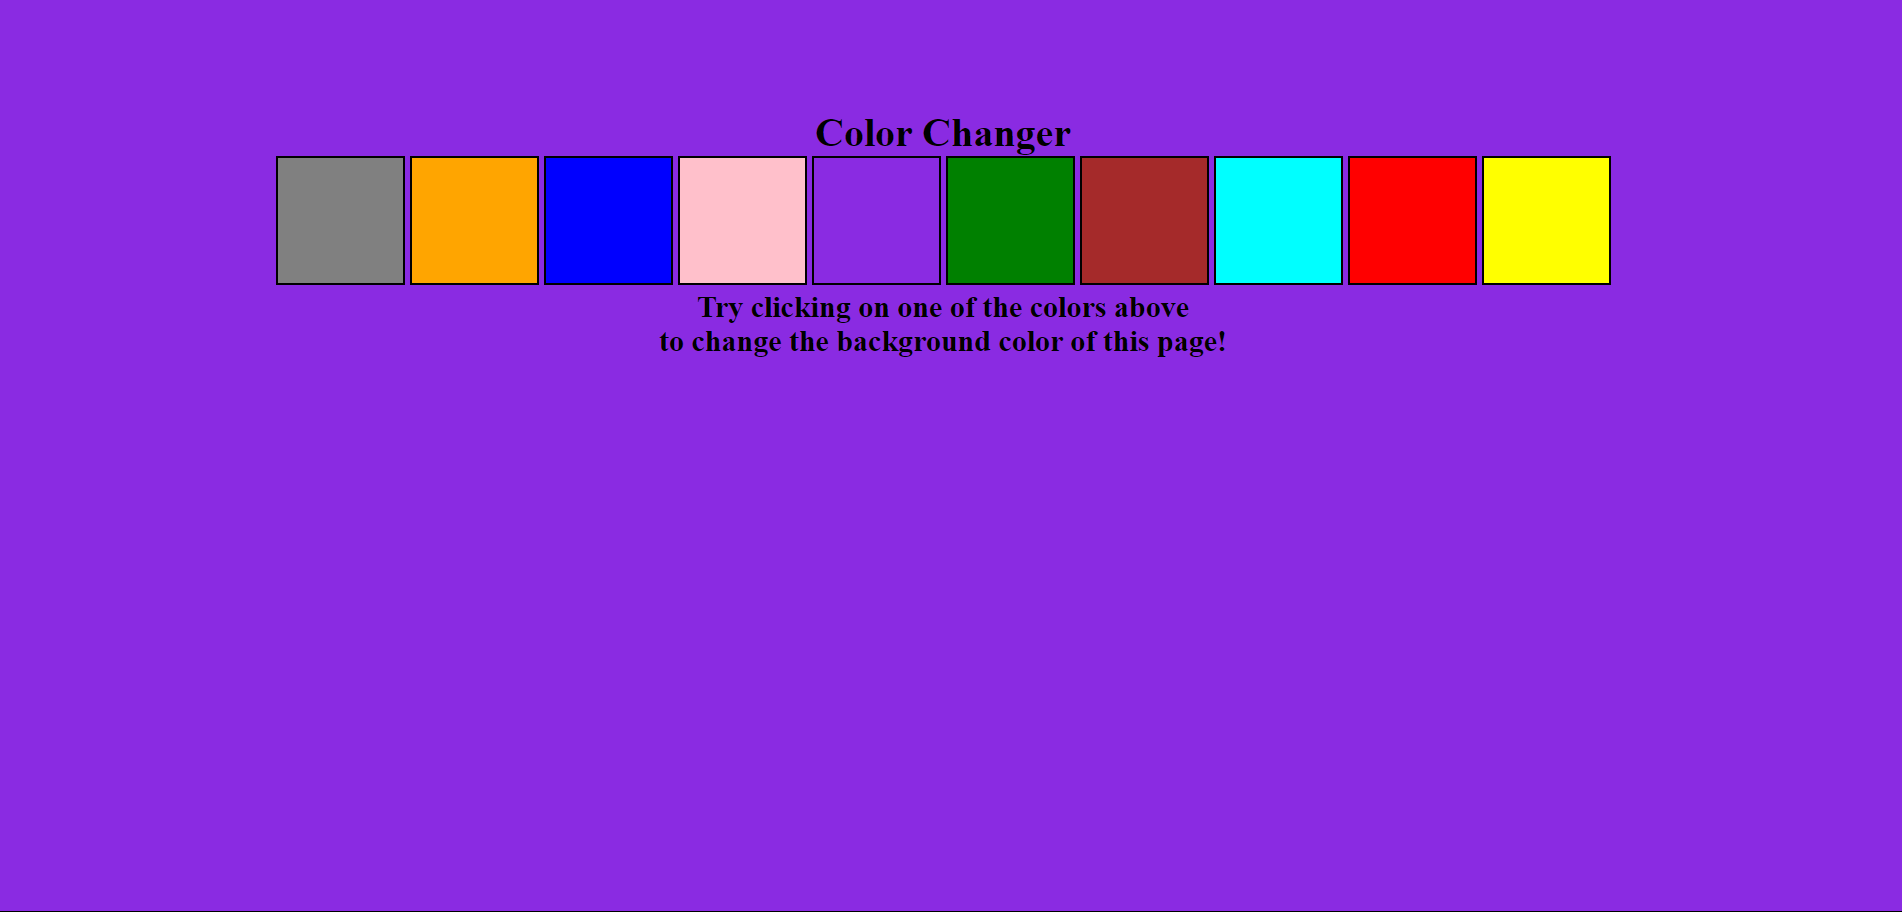 Color Changer
Try clicking on one of the colors above
to change the background color of this page!